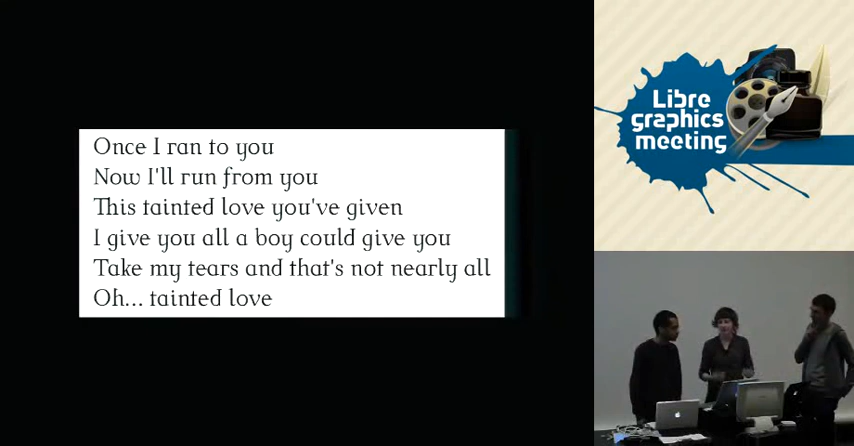 Once I ran to you
Now I'll run from you
This tainted love you've given
I give you all a boy could give you
Take my tears and that's not nearly all
Oh... tainted love
Libre
graphics
meeting